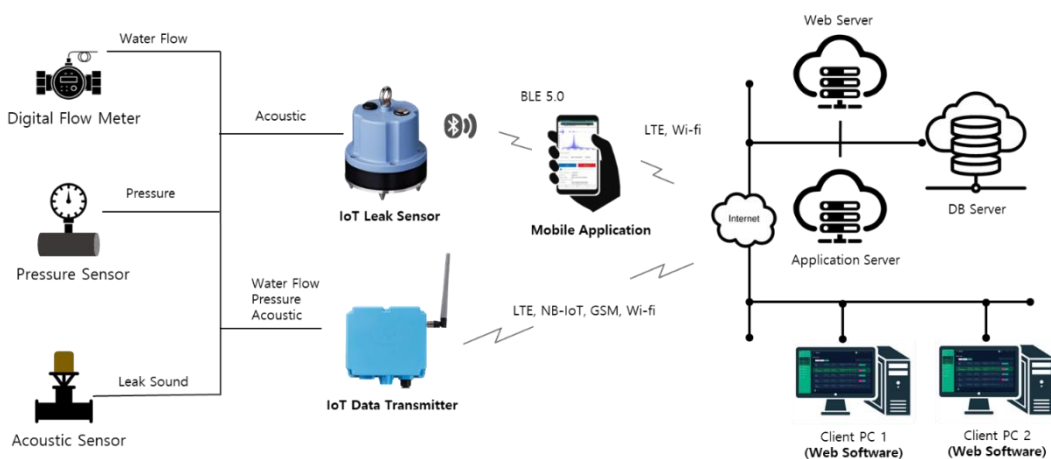 Water Flow
Digital Flow Meter
Pressure
Pressure Sensor
Leak Sound
Acoustic Sensor
Acoustic
IoT Leak Sensor
Water Flow
Pressure
Acoustic
IoT Data Transmitter
BLE 5.0
Mobile Application
LTE, Wi-fi
LTE, NB-IoT, GSM, Wi-fi
Internet
Web Server
Application Server
DB Server
Client PC 1
(Web Software)
Client PC 2
(Web Software)